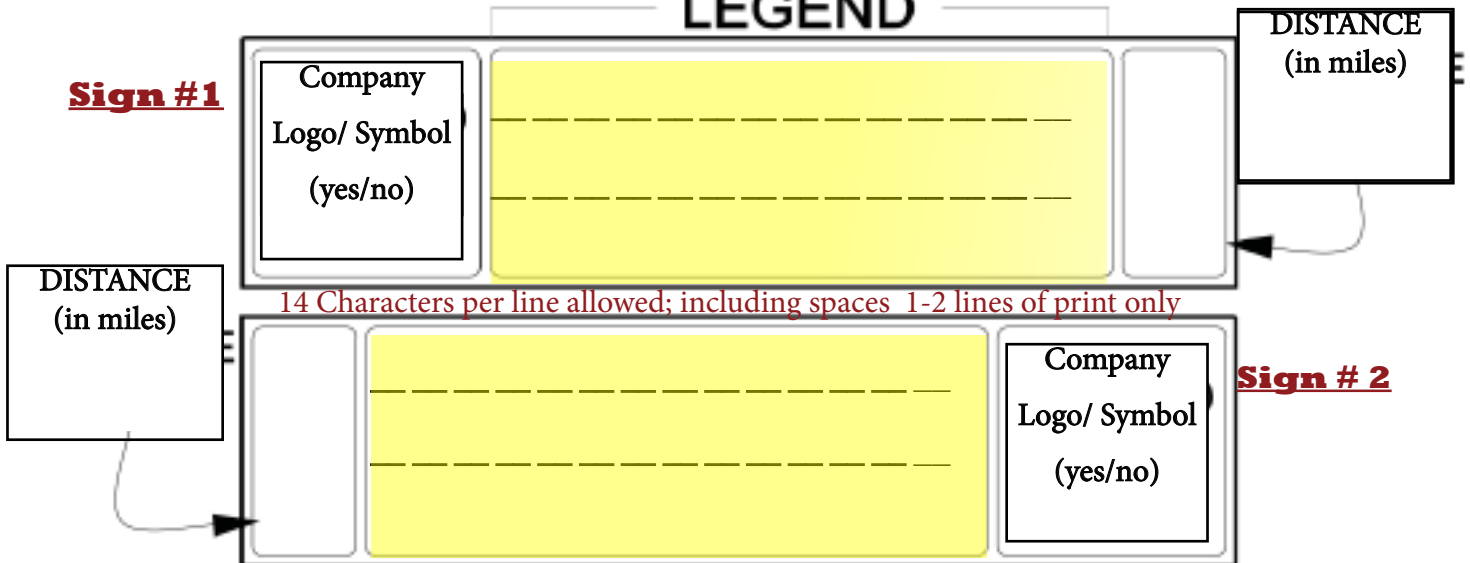 LEGEND
DISTANCE
(in miles)
Sign #1
Company
Logo/ Symbol
(yes/no)
14 Characters per line allowed; including spaces 1-2 lines of print only
DISTANCE
(in miles)
Company
Logo/ Symbol
(yes/no)
Sign # 2